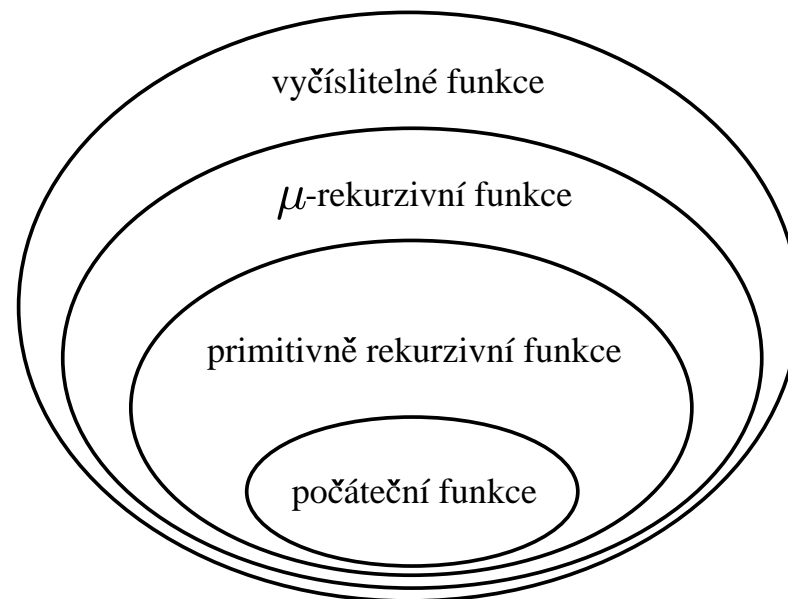 vyčíslitelné funkce
μ-rekurzivní funkce
primitivně rekurzivní funkce
počáteční funkce